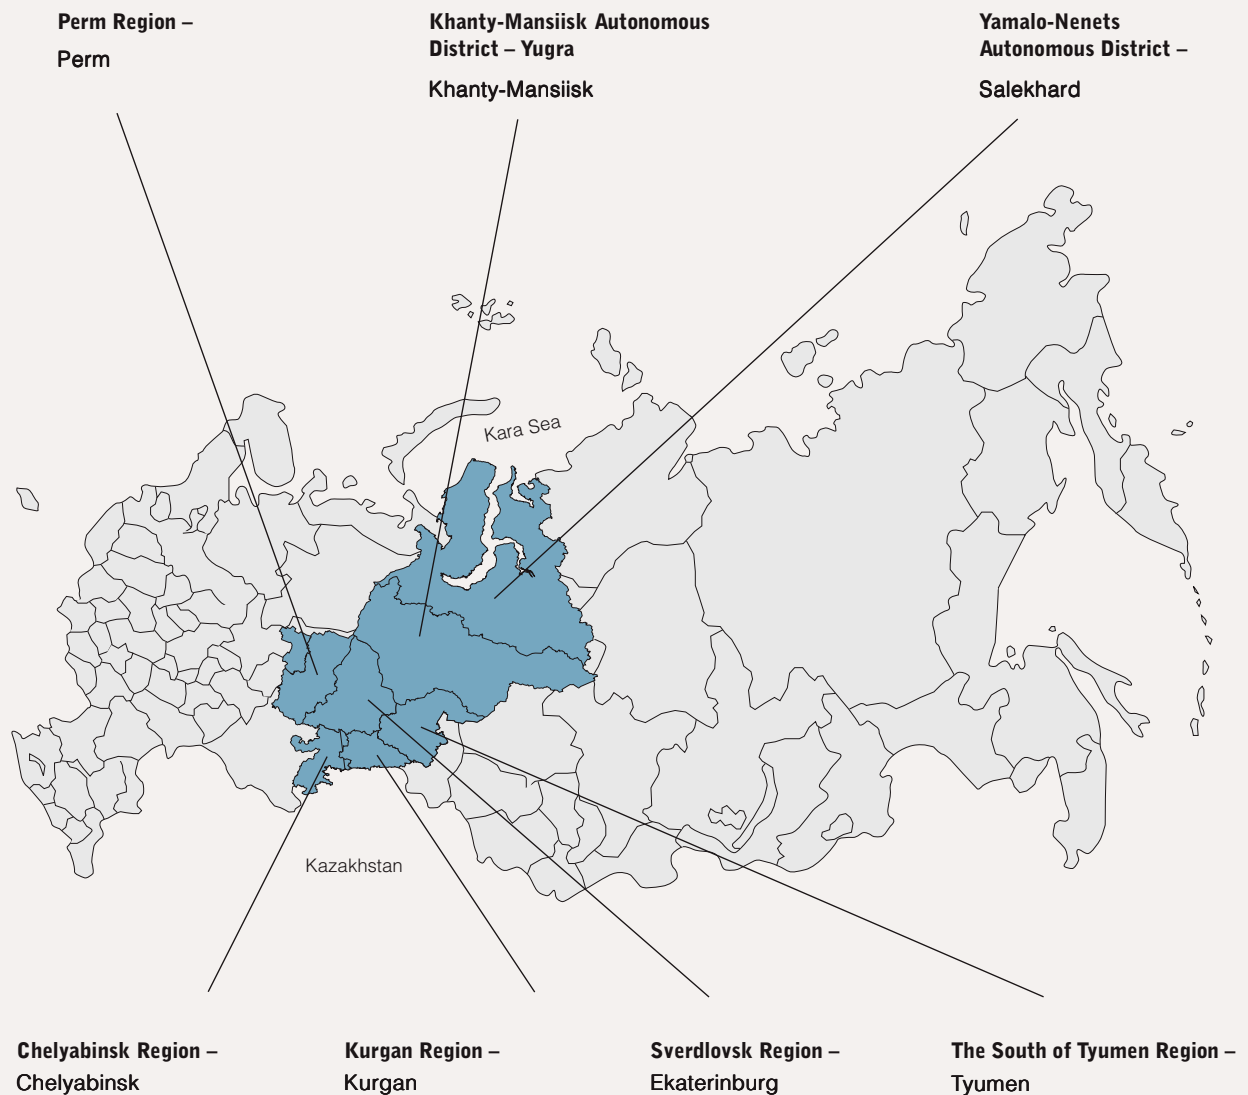 Perm Region –
Perm
Khanty-Mansiisk Autonomous
District – Yugra
Khanty-Mansiisk
Yamalo-Nenets
Autonomous District –
Salekhard
Kara Sea
Kazakhstan
Chelyabinsk Region –
Chelyabinsk
Kurgan Region –
Kurgan
Sverdlovsk Region –
Ekaterinburg
The South of Tyumen Region –
Tyumen